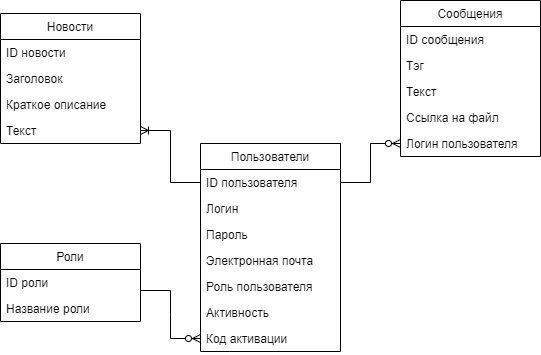 Новости
ID новости
Заголовок
Краткое описание
Текст
Сообщения
ID сообщения
Тэг
Текст
Ссылка на файл
Логин пользователя
Пользователи
ID пользователя
Логин
Пароль
Электронная почта
Роль пользователя
Активность
Код активации
Роли
ID роли
Название роли